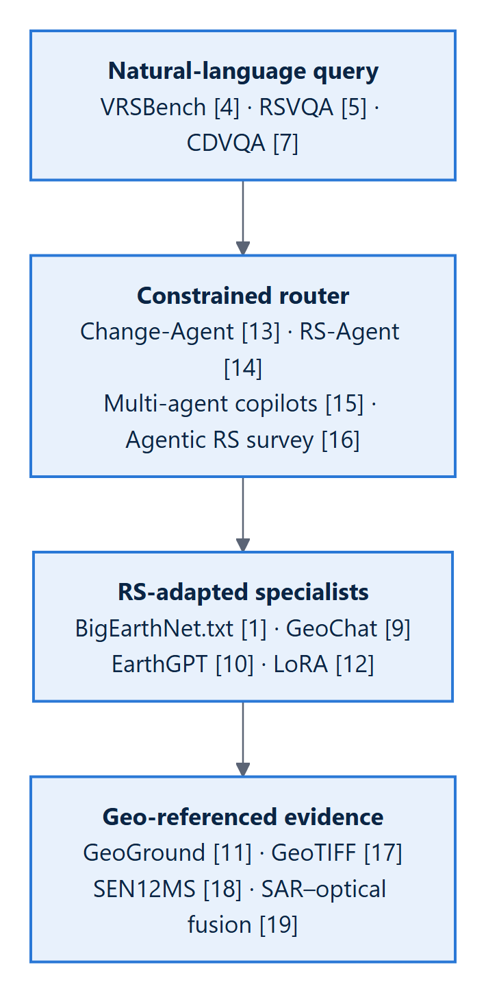 Natural-language query
VRSBench [4] · RSVQA [5] ·
CDVQA [7]
Constrained router
Change-Agent [13] · RS-Agent
[14]
Multi-agent copilots [15] ·
Agentic RS survey [16]
RS-adapted specialists
BigEarthNet.txt [1] · GeoChat [9]
EarthGPT [10] · LoRA [12]
Geo-referenced evidence
GeoGround [11] · GeoTIFF [17]
SEN12MS [18] · SAR–optical
fusion [19]